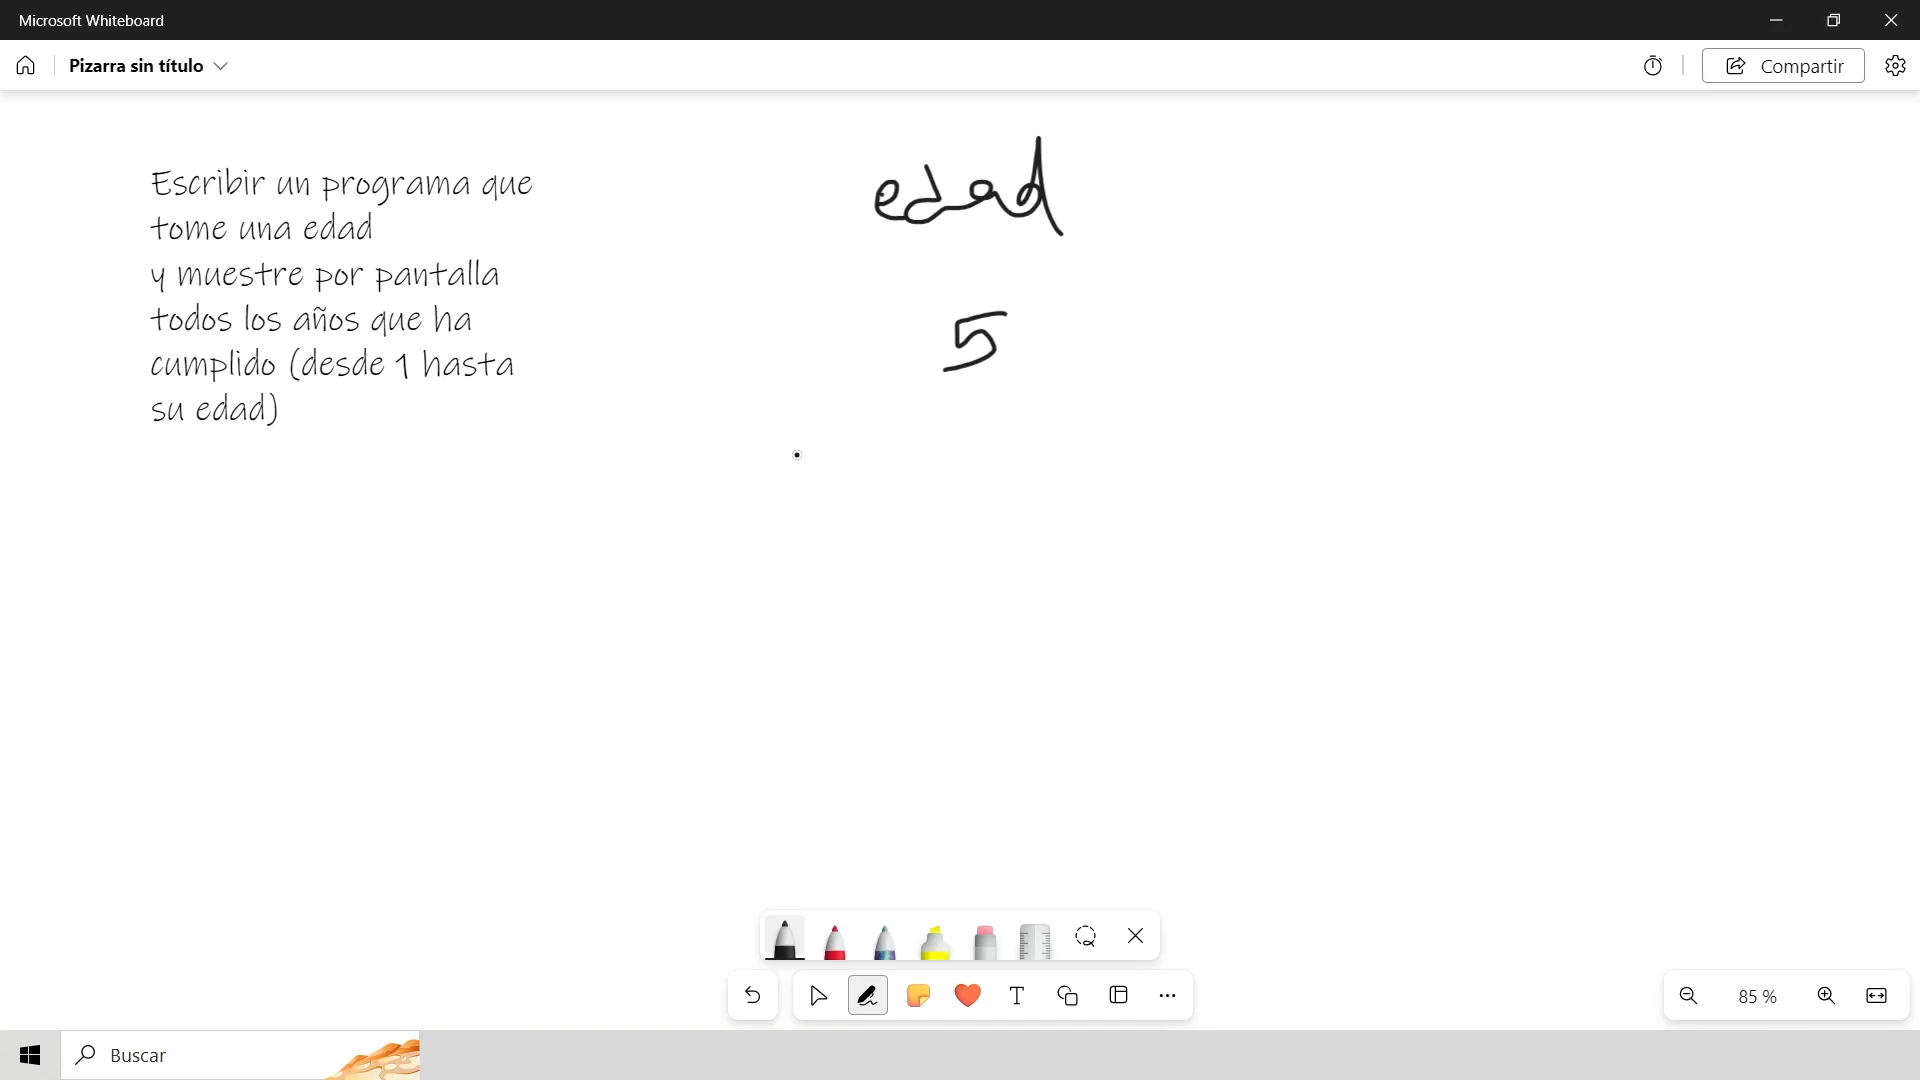 Microsoft Whiteboard
Pizarra sin título
Compartir
Escribir un programa que
tome una edad
y muestre por pantalla
todos los años que ha
cumplido (desde 1 hasta
su edad)
edad
5
85 %
Buscar